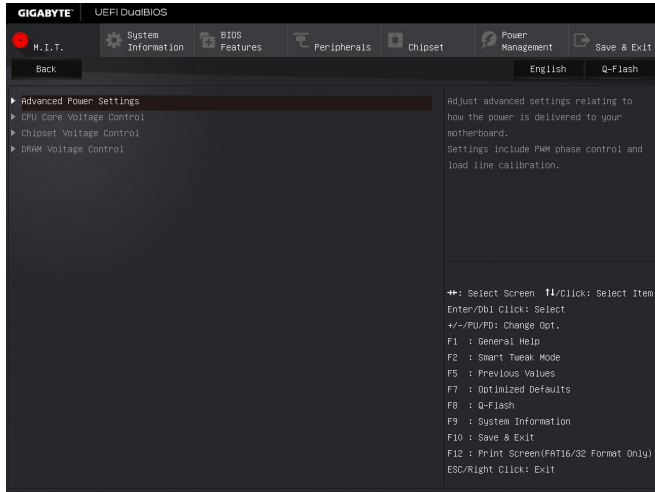 GIGABYTE™ UEFI DualBIOS
M.I.T. System Information BIOS Features Peripherals Chipset Power Management Save & Exit
Back English Q-Flash
Advanced Power Settings
CPU Core Voltage Control
Chipset Voltage Control
DRAM Voltage Control
Adjust advanced settings relating to
how the power is delivered to your
motherboard.
Settings include PWM phase control and
load line calibration.
→←: Select Screen ↑↓/Click: Select Item
Enter/Dbl Click: Select
+/-/PU/PD: Change Opt.
F1 : General Help
F2 : Smart Tweak Mode
F5 : Previous Values
F7 : Optimized Defaults
F8 : Q-Flash
F9 : System Information
F10 : Save & Exit
F12 : Print Screen(FAT16/32 Format Only)
ESC/Right Click: Exit